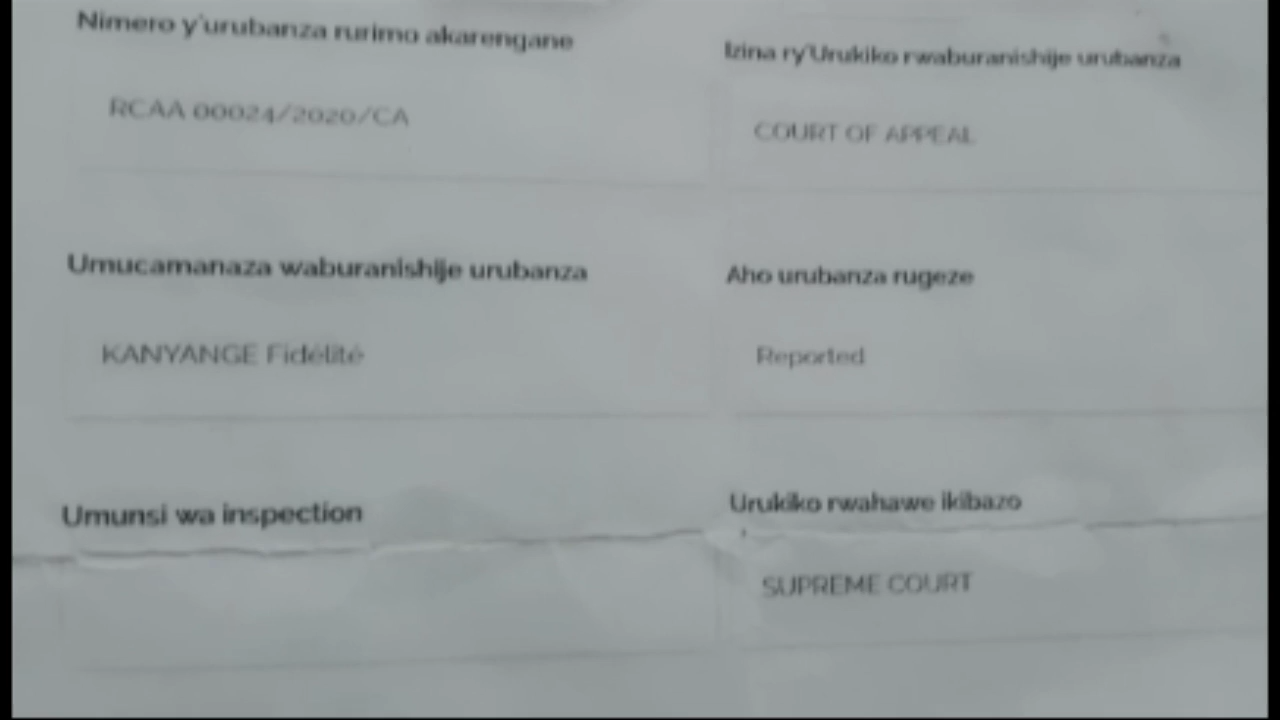 Nimero y'urubanza rurimo akarengane
Izina ry'Urukiko rwaburanishije urubanza
RCAA 00024/2020/CA
COURT OF APPEAL
Umucamanaza waburanishije urubanza
Aho urubanza rugeze
KANYANGE Fidélité
Reported
Umunsi wa inspection
Urukiko rwahawe ikibazo
SUPREME COURT